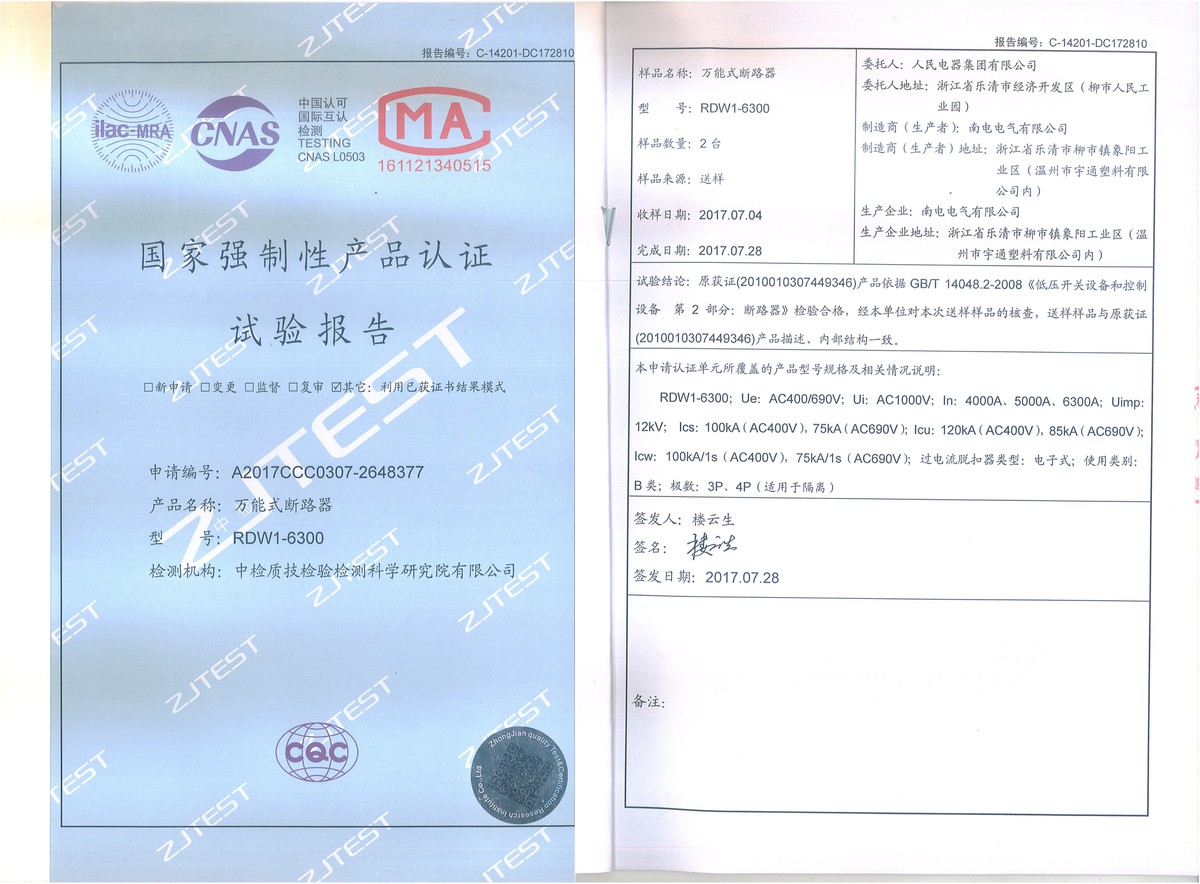 报告编号：C-14201-DC172810
ilac-MRA
CNAS
中国认可
国际互认
检测
TESTING
CNAS L0503
MA
161121340515
国家强制性产品认证
试验报告
□新申请 □变更 □监督 □复审 ☑其它：利用已获证书结果模式
申请编号：A2017CCC0307-2648377
产品名称：万能式断路器
型 号：RDW1-6300
检测机构：中检质技检验检测科学研究院有限公司
CQC
ZhongJian quality Test&Certification Research Institute Co., Ltd.
ZJTEST
报告编号：C-14201-DC172810
样品名称：万能式断路器
型 号：RDW1-6300
样品数量：2 台
样品来源：送样
收样日期：2017.07.04
完成日期：2017.07.28
委托人：人民电器集团有限公司
委托人地址：浙江省乐清市经济开发区（柳市人民工
业园）
制造商（生产者）：南电电气有限公司
制造商（生产者）地址：浙江省乐清市柳市镇象阳工
业区（温州市宇通塑料有限
公司内）
生产企业：南电电气有限公司
生产企业地址：浙江省乐清市柳市镇象阳工业区（温
州市宇通塑料有限公司内）
试验结论：原获证(2010010307449346)产品依据 GB/T 14048.2-2008《低压开关设备和控制
设备 第 2 部分：断路器》检验合格，经本单位对本次送样样品的核查，送样样品与原获证
(2010010307449346)产品描述、内部结构一致。
本申请认证单元所覆盖的产品型号规格及相关情况说明：
RDW1-6300；Ue：AC400/690V；Ui：AC1000V；In：4000A、5000A、6300A；Uimp：
12kV； Ics：100kA（AC400V），75kA（AC690V）；Icu：120kA（AC400V），85kA（AC690V）；
Icw：100kA/1s（AC400V），75kA/1s（AC690V）；过电流脱扣器类型：电子式；使用类别：
B 类；极数：3P、4P（适用于隔离）
签发人：楼云生
签名：
签发日期：2017.07.28
备注：